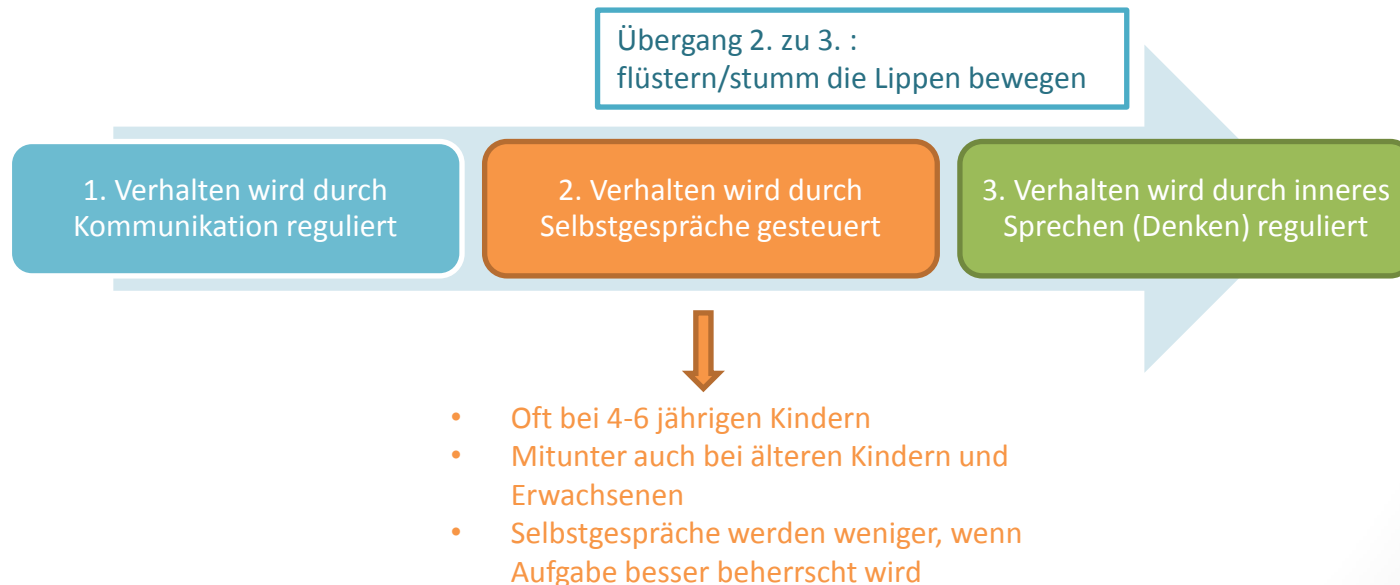 Übergang 2. zu 3. :
flüstern/stumm die Lippen bewegen
1. Verhalten wird durch
Kommunikation reguliert
2. Verhalten wird durch
Selbstgespräche gesteuert
3. Verhalten wird durch inneres
Sprechen (Denken) reguliert
• Oft bei 4-6 jährigen Kindern
• Mitunter auch bei älteren Kindern und
Erwachsenen
• Selbstgespräche werden weniger, wenn
Aufgabe besser beherrscht wird